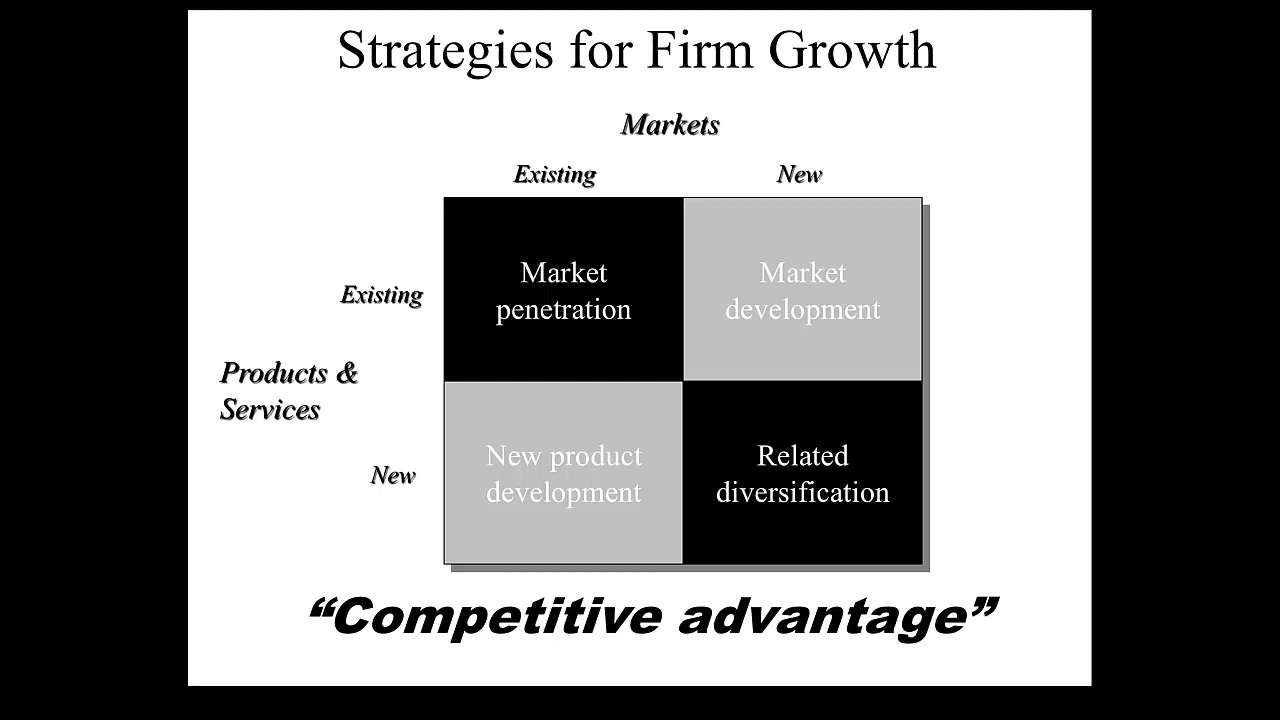 Strategies for Firm Growth
Markets
Existing
New
Existing
Market
penetration
Market
development
Products &
Services
New
New product
development
Related
diversification
“Competitive advantage”